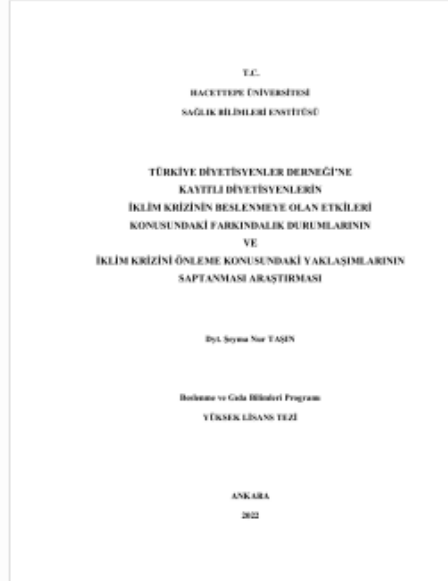 T.C.
HACETTEPE ÜNİVERSİTESİ
SAĞLIK BİLİMLERİ ENSTİTÜSÜ
TÜRKİYE DİYETİSYENLER DERNEĞİ'NE
KAYITLI DİYETİSYENLERİN
İKLİM KRİZİNİN BESLENMEYE OLAN ETKİLERİ
KONUSUNDAKİ FARKINDALIK DURUMLARININ
VE
İKLİM KRİZİNİ ÖNLEME KONUSUNDAKİ YAKLAŞIMLARININ
SAPTANMASI ARAŞTIRMASI
Dyt. Şeyma Nur TAŞIN
Beslenme ve Gıda Bilimleri Programı
YÜKSEK LİSANS TEZİ
ANKARA
2022